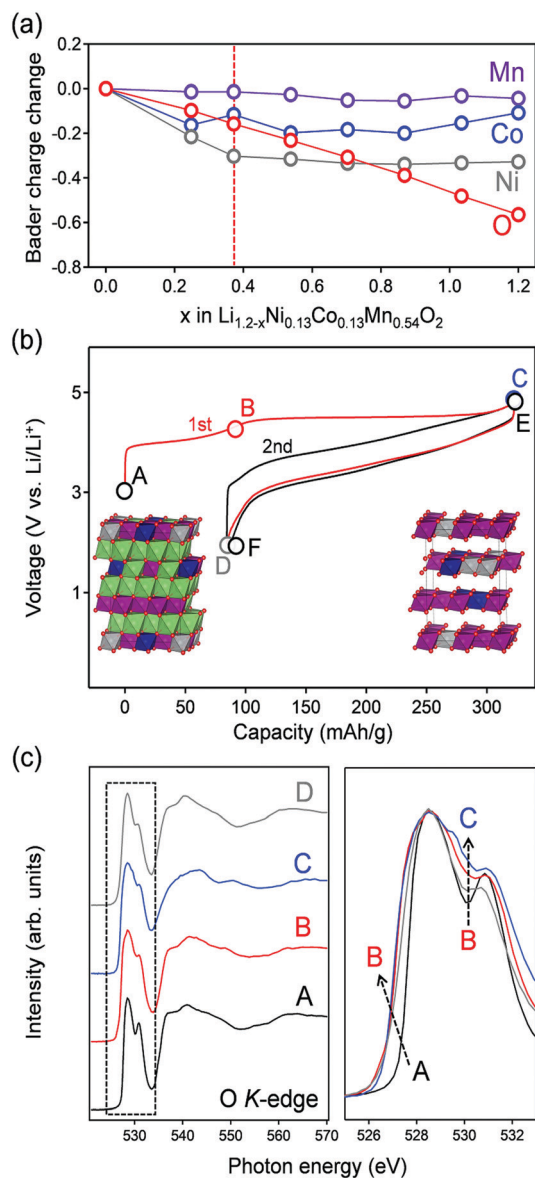 (a)
0.2
0.0
-0.2
-0.4
-0.6
-0.8
Bader charge change
Mn
Co
Ni
O
0.0 0.2 0.4 0.6 0.8 1.0 1.2
x in Li1.2-xNi0.13Co0.13Mn0.54O2
(b)
5
3
1
Voltage (V vs. Li/Li+)
1st
2nd
A
B
C
D
E
F
0 50 100 150 200 250 300
Capacity (mAh/g)
(c)
Intensity (arb. units)
D
C
B
A
O K-edge
530 540 550 560 570
C
B
B
A
526 528 530 532
Photon energy (eV)